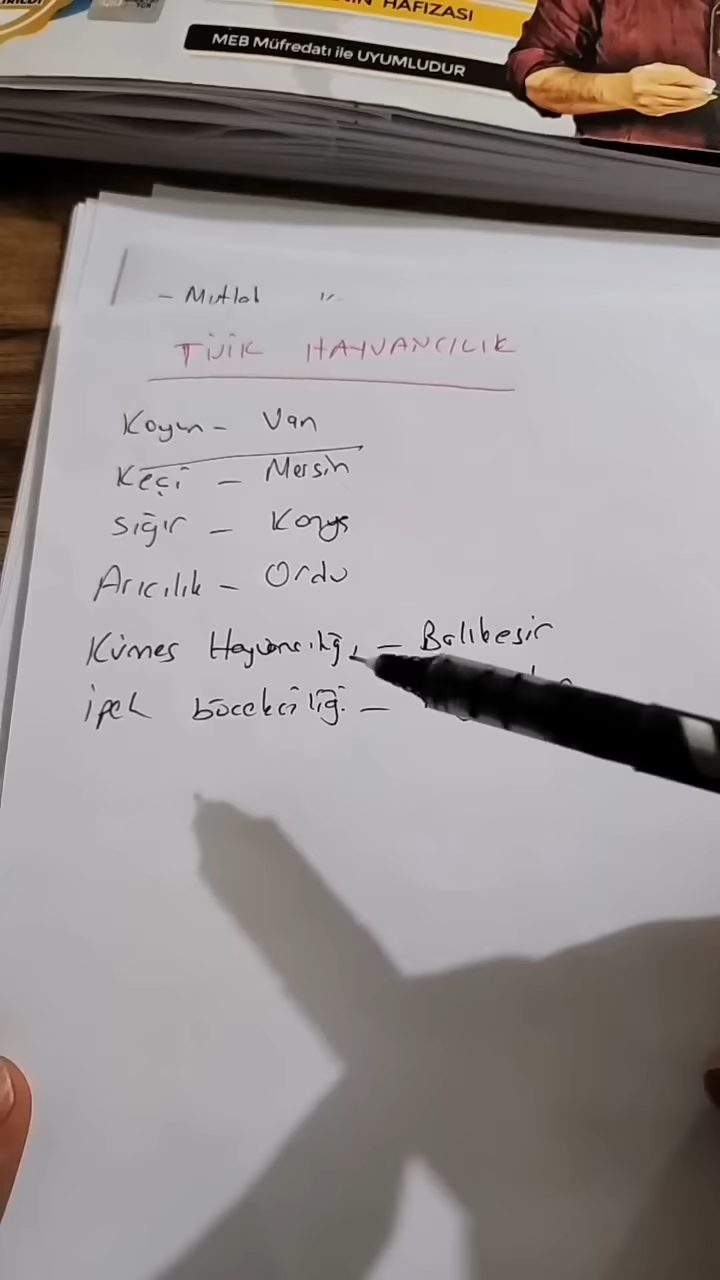 HAFIZASI
MEB Müfredatı ile UYUMLUDUR
- Mutlak "
TÜİK HAYVANCILIK
Koyun - Van
Keçi - Mersin
Sığır - Konya
Arıcılık - Ordu
Kümes Hayvancılığı - Balıkesir
İpek böcekçiliği -